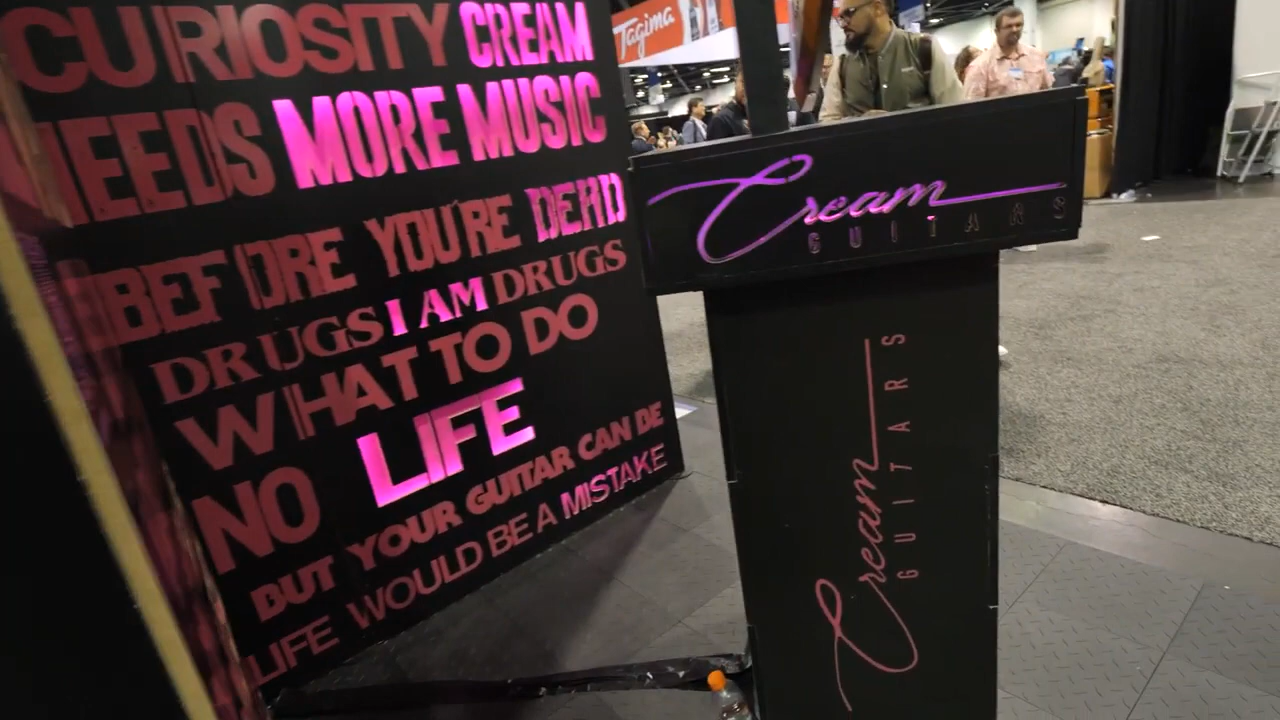 CURIOSITY CREAM
NEEDS MORE MUSIC
BEFORE YOU'RE DEAD
DRUGS I AM DRUGS
WHAT TO DO
NO LIFE
BUT YOUR GUITAR CAN BE
LIFE WOULD BE A MISTAKE
Tagima
Cream
GUITARS
Cream
GUITARS